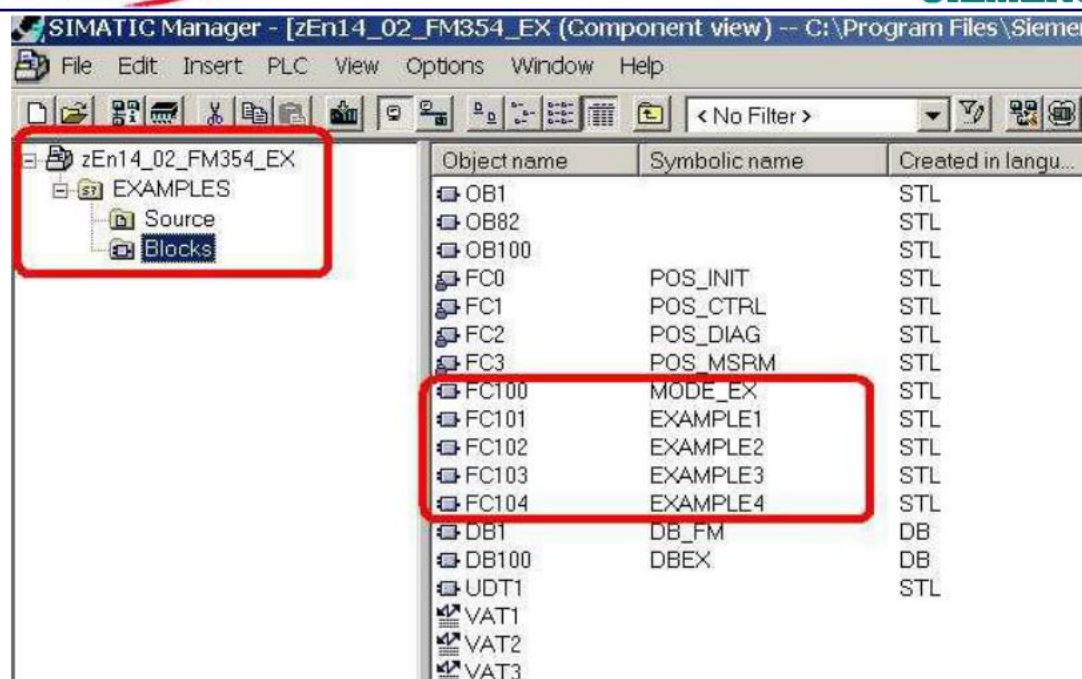 SIEMENS
SIMATIC Manager - [zEn14_02_FM354_EX (Component view) -- C:\Program Files\Siemen
File Edit Insert PLC View Options Window Help
< No Filter >
zEn14_02_FM354_EX
EXAMPLES
Source
Blocks
Object name Symbolic name Created in langu...
OB1 STL
OB82 STL
OB100 STL
FC0 POS_INIT STL
FC1 POS_CTRL STL
FC2 POS_DIAG STL
FC3 POS_MSRM STL
FC100 MODE_EX STL
FC101 EXAMPLE1 STL
FC102 EXAMPLE2 STL
FC103 EXAMPLE3 STL
FC104 EXAMPLE4 STL
DB1 DB_FM DB
DB100 DBEX DB
UDT1 STL
VAT1
VAT2
VAT3